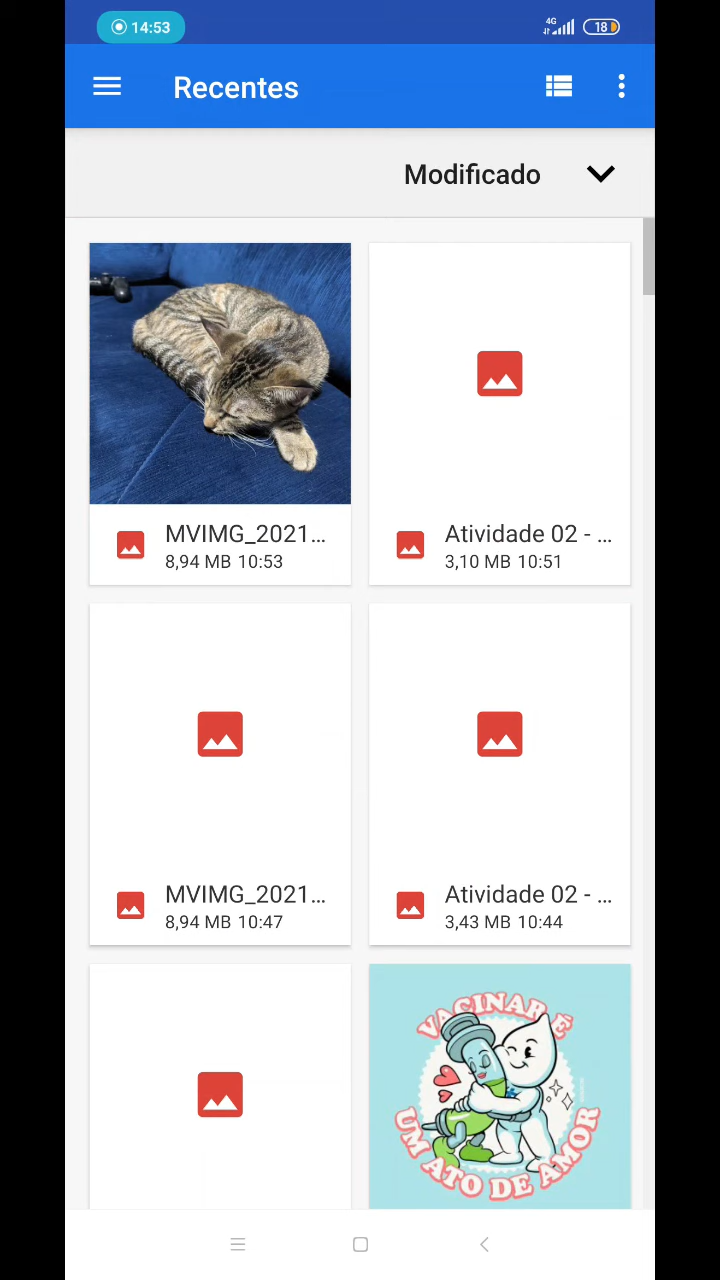 14:53
4G
18
Recentes
Modificado
MVIMG_2021...
8,94 MB 10:53
Atividade 02 - ...
3,10 MB 10:51
MVIMG_2021...
8,94 MB 10:47
Atividade 02 - ...
3,43 MB 10:44
VACINAR É
UM ATO DE AMOR